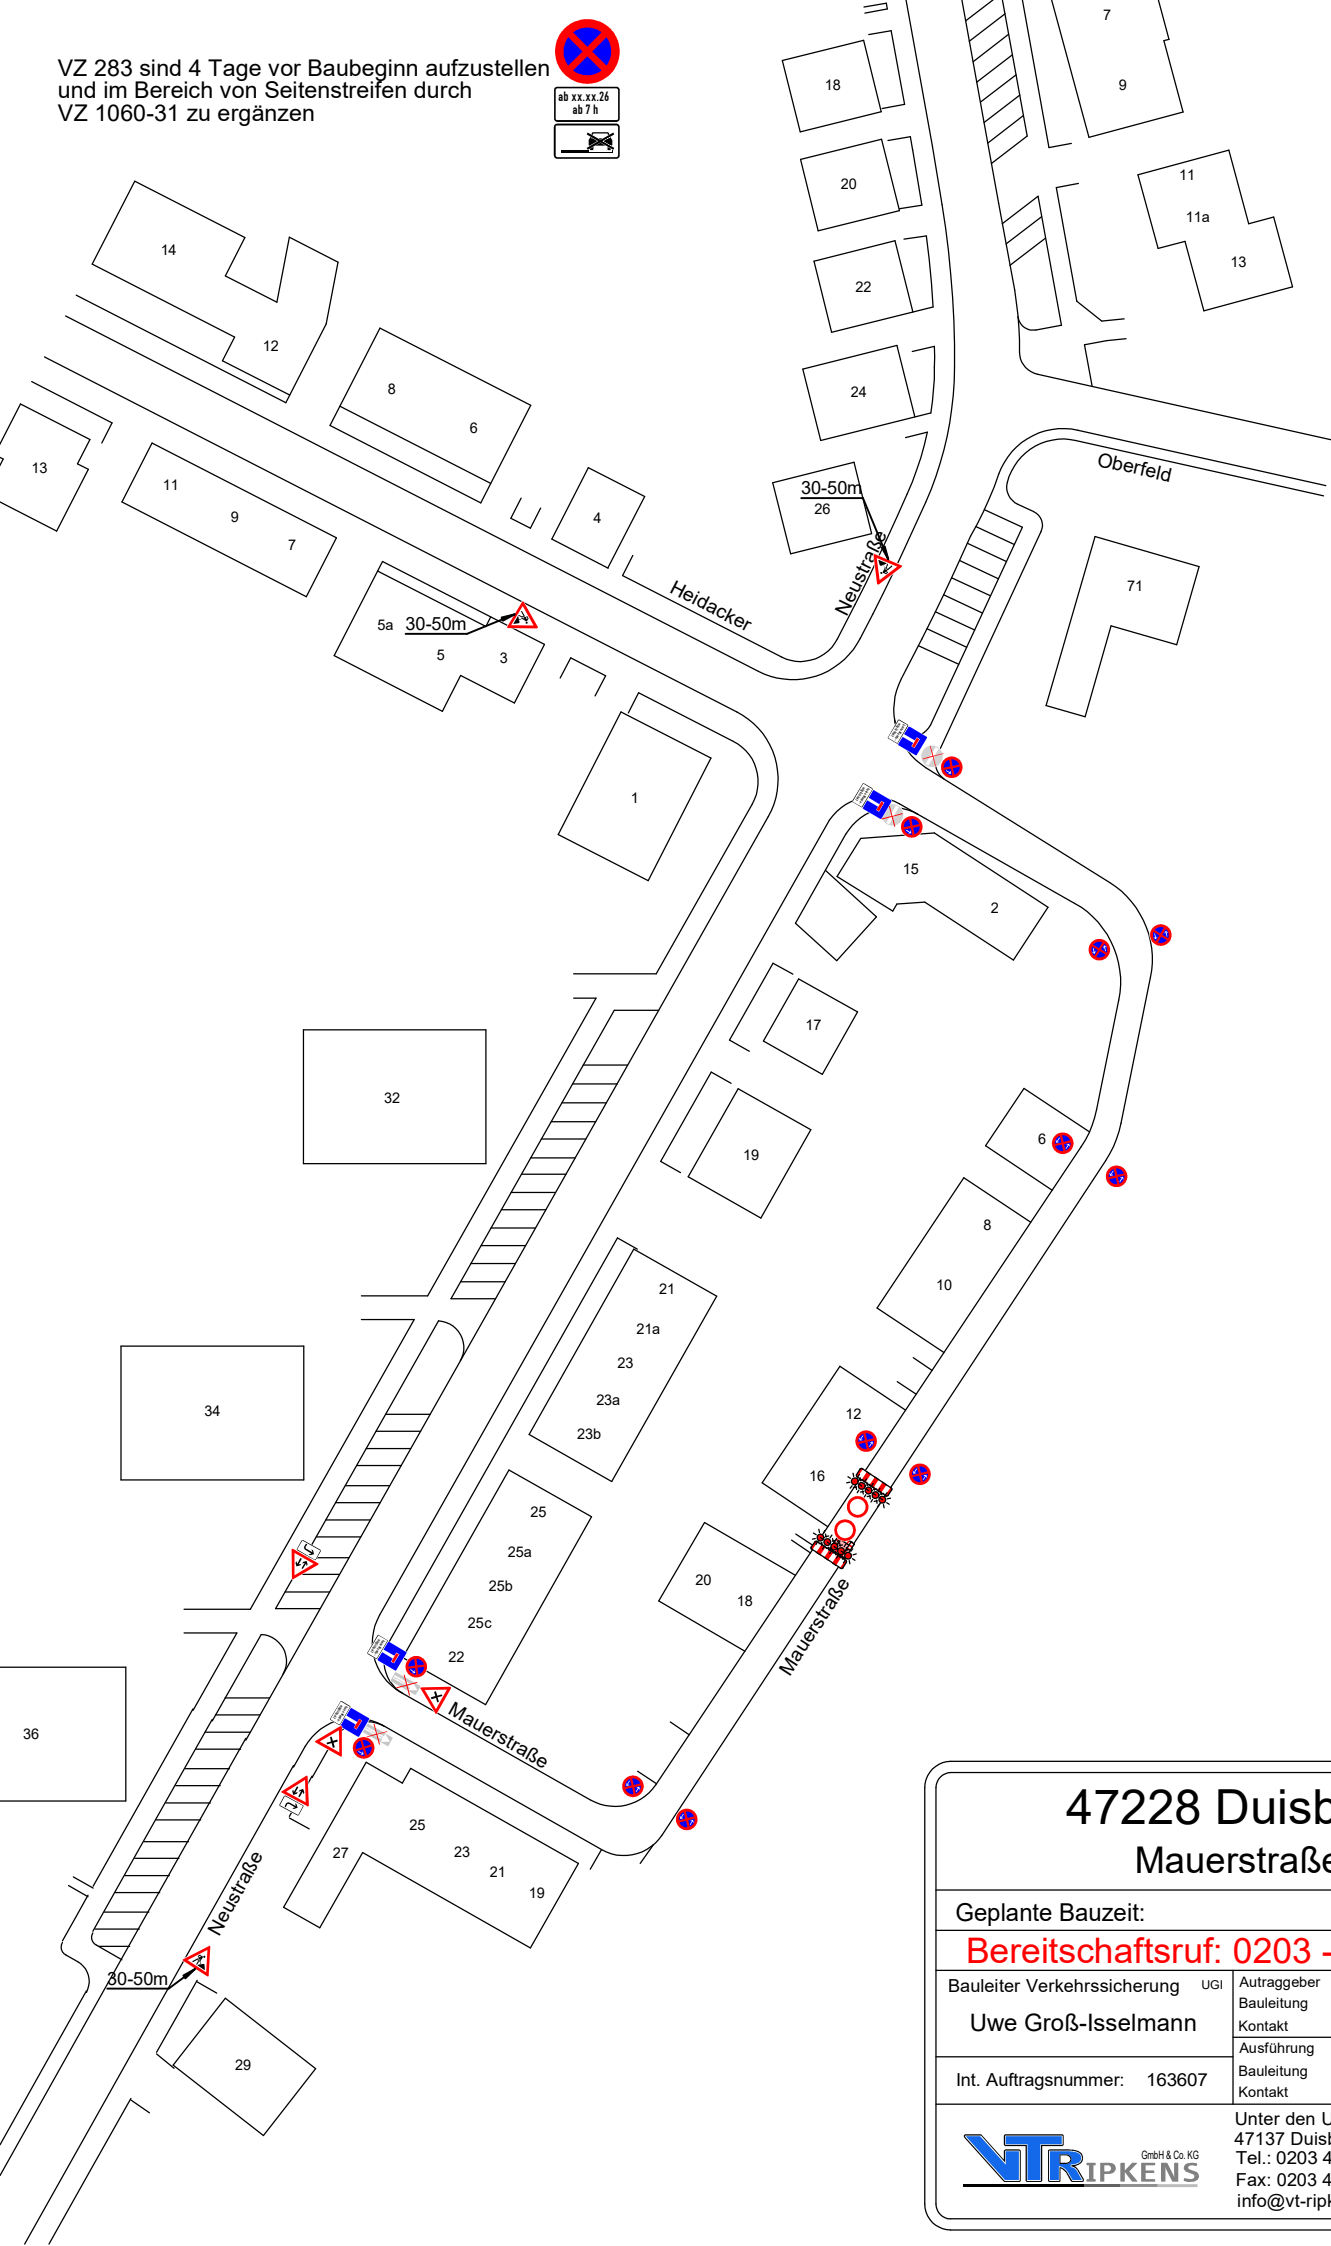 VZ 283 sind 4 Tage vor Baubeginn aufzustellen
und im Bereich von Seitenstreifen durch
VZ 1060-31 zu ergänzen
ab xx.xx.26
ab 7 h
7
9
18
20
22
24
11
11a
13
14
12
8
6
13
11
9
7
4
30-50m
26
Oberfeld
Neustraße
Heidacker
71
5a
30-50m
5
3
1
15
2
17
32
19
6
8
10
21
21a
23
23a
23b
34
12
16
25
25a
25b
25c
22
20
18
Mauerstraße
Mauerstraße
36
25
23
21
19
27
Neustraße
30-50m
29
47228 Duisb
Mauerstraße
Geplante Bauzeit:
Bereitschaftsruf: 0203 -
Bauleiter Verkehrssicherung UGI
Uwe Groß-Isselmann
Autraggeber
Bauleitung
Kontakt
Ausführung
Bauleitung
Kontakt
Int. Auftragsnummer: 163607
VTRIPKENS
GmbH & Co. KG
Unter den U
47137 Duisb
Tel.: 0203 4
Fax: 0203 4
info@vt-ripk